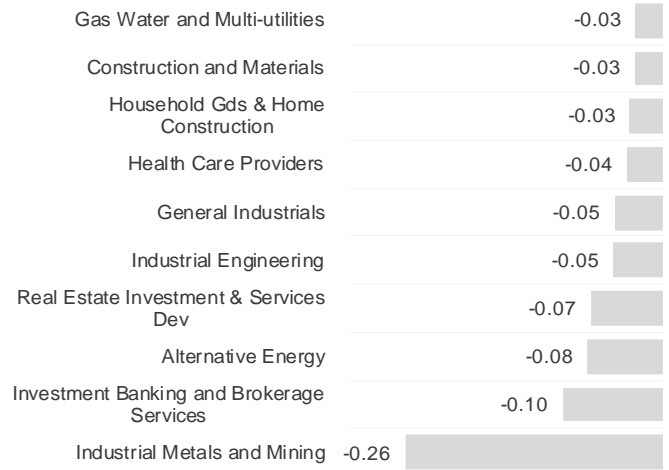 Gas Water and Multi-utilities -0.03
Construction and Materials -0.03
Household Gds & Home
Construction -0.03
Health Care Providers -0.04
General Industrials -0.05
Industrial Engineering -0.05
Real Estate Investment & Services
Dev -0.07
Alternative Energy -0.08
Investment Banking and Brokerage
Services -0.10
Industrial Metals and Mining -0.26